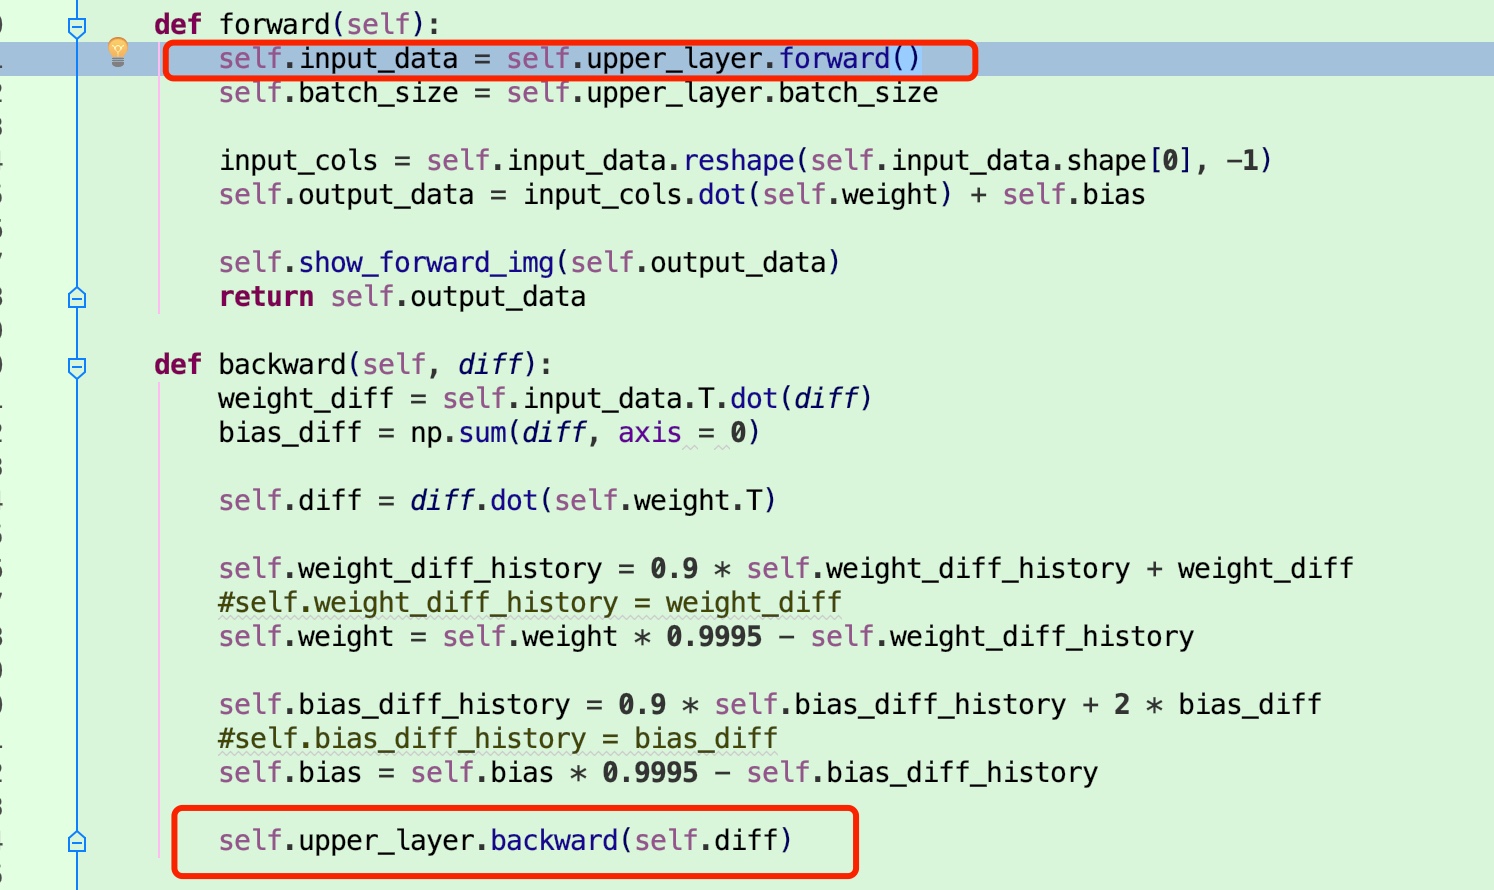 def forward(self):
self.input_data = self.upper_layer.forward()
self.batch_size = self.upper_layer.batch_size
input_cols = self.input_data.reshape(self.input_data.shape[0], -1)
self.output_data = input_cols.dot(self.weight) + self.bias
self.show_forward_img(self.output_data)
return self.output_data
def backward(self, diff):
weight_diff = self.input_data.T.dot(diff)
bias_diff = np.sum(diff, axis = 0)
self.diff = diff.dot(self.weight.T)
self.weight_diff_history = 0.9 * self.weight_diff_history + weight_diff
#self.weight_diff_history = weight_diff
self.weight = self.weight * 0.9995 - self.weight_diff_history
self.bias_diff_history = 0.9 * self.bias_diff_history + 2 * bias_diff
#self.bias_diff_history = bias_diff
self.bias = self.bias * 0.9995 - self.bias_diff_history
self.upper_layer.backward(self.diff)